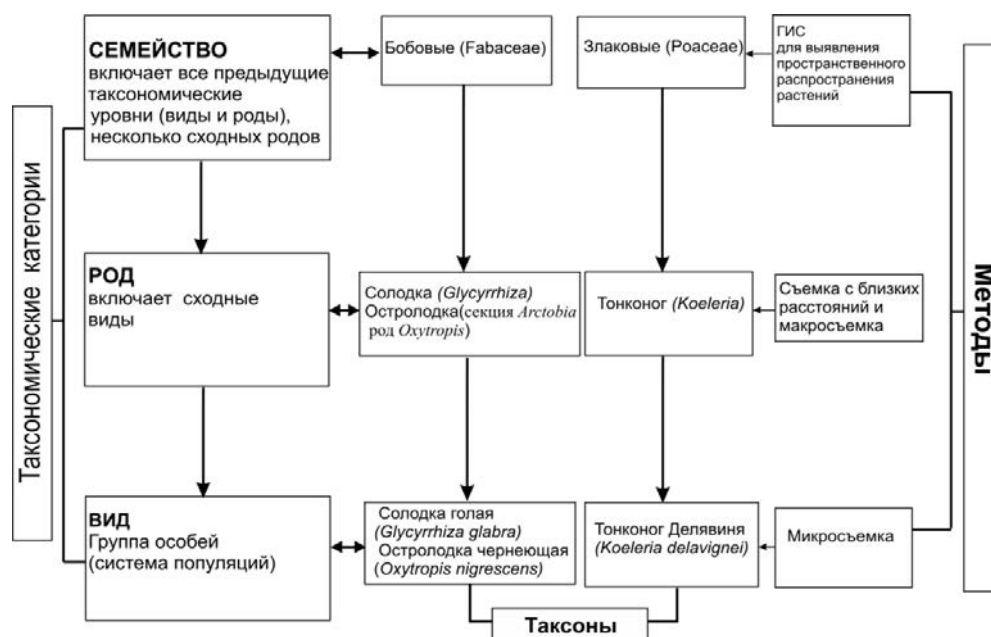 Таксономические категории
СЕМЕЙСТВО
включает все предыдущие
таксономические
уровни (виды и роды),
несколько сходных родов
Бобовые (Fabaceae)
Злаковые (Poaceae)
ГИС
для выявления
пространственного
распространения
растений
РОД
включает сходные
виды
Солодка (Glycyrrhiza)
Остролодка(секция Arctobia
род Oxytropis)
Тонконог (Koeleria)
Съемка с близких
расстояний и
макросъемка
ВИД
Группа особей
(система популяций)
Солодка голая
(Glycyrrhiza glabra)
Остролодка чернеющая
(Oxytropis nigrescens)
Тонконог Делявиня
(Koeleria delavignei)
Микросъемка
Методы
Таксоны